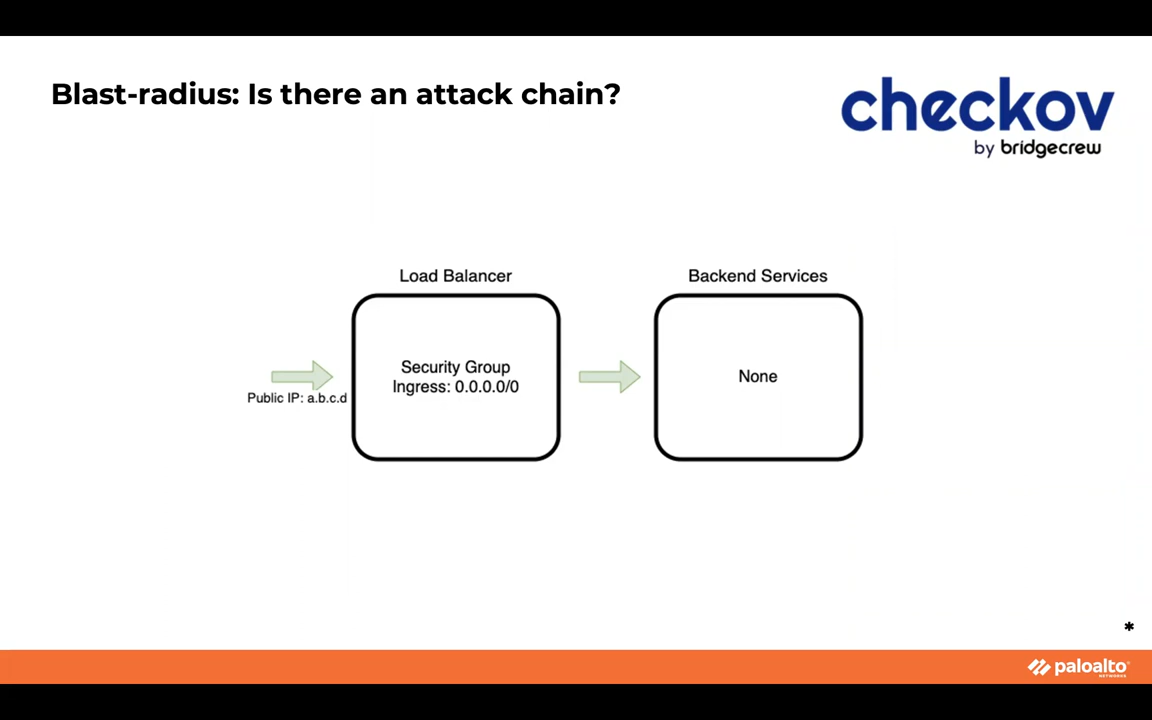 Blast-radius: Is there an attack chain?
checkov
by bridgecrew
Load Balancer
Backend Services
Security Group
Ingress: 0.0.0.0/0
None
Public IP: a.b.c.d
*
paloalto
NETWORKS